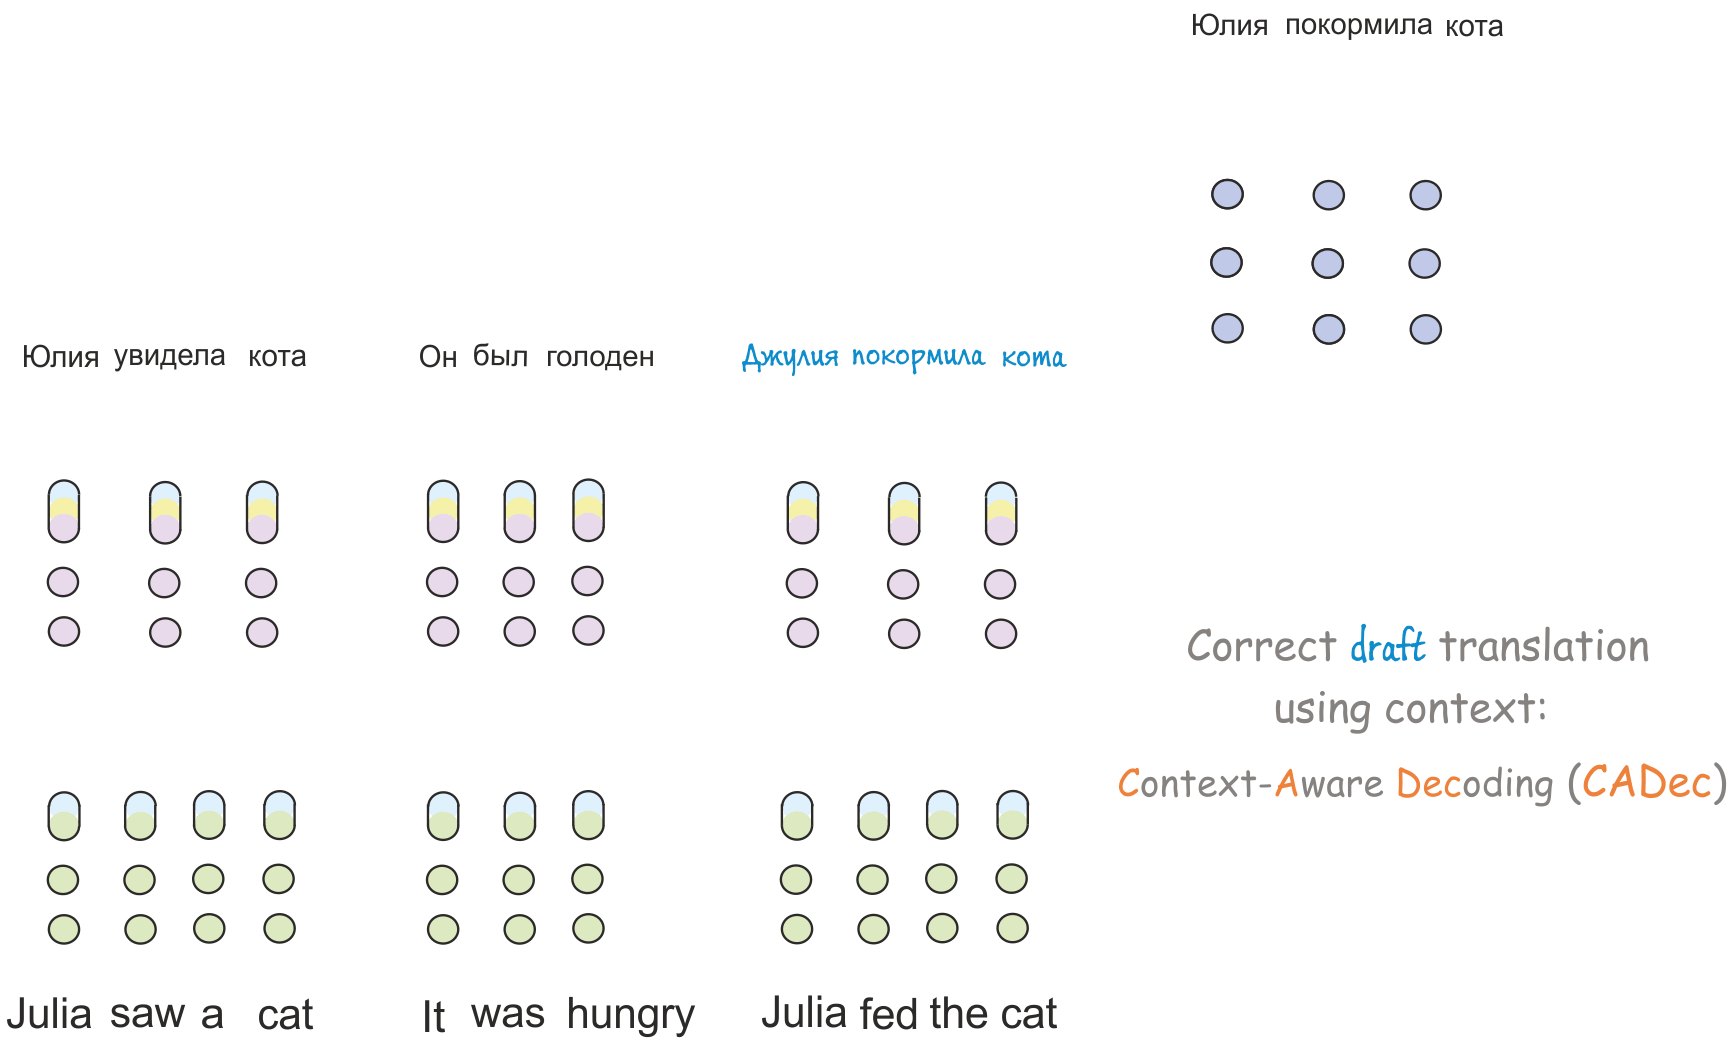 Юлия покормила кота
Юлия увидела кота
Он был голоден
Джулия покормила кота
Correct draft translation
using context:
Context-Aware Decoding (CADec)
Julia saw a cat
It was hungry
Julia fed the cat